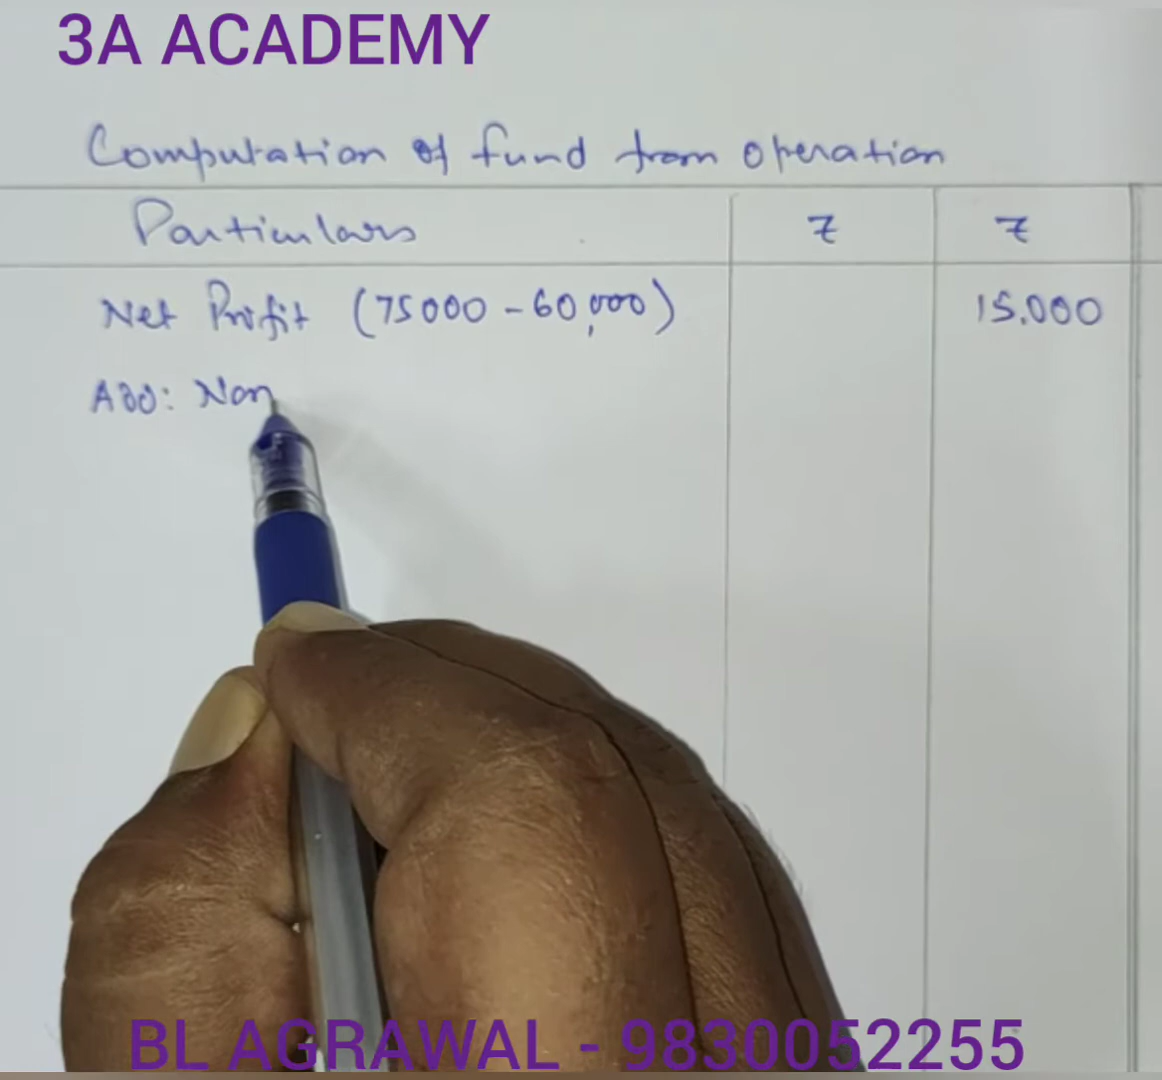 3A ACADEMY
Computation of fund from operation
Particulars ₹ ₹
Net Profit (75000 - 60,000) 15,000
Add: Non
BL AGRAWAL - 9830052255